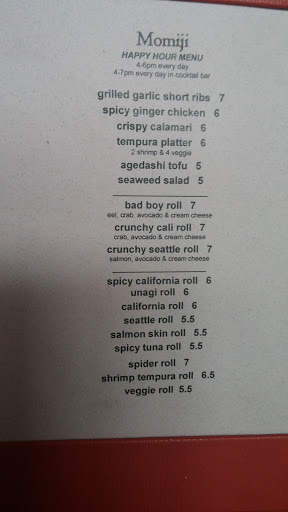 Momiji
HAPPY HOUR MENU
4-6pm every day
4-7pm every day in cocktail bar
grilled garlic short ribs 7
spicy ginger chicken 6
crispy calamari 6
tempura platter 6
2 shrimp & 4 veggie
agedashi tofu 5
seaweed salad 5
bad boy roll 7
eel, crab, avocado & cream cheese
crunchy cali roll 7
crab, avocado & cream cheese
crunchy seattle roll 7
salmon, avocado & cream cheese
spicy california roll 6
unagi roll 6
california roll 6
seattle roll 5.5
salmon skin roll 5.5
spicy tuna roll 5.5
spider roll 7
shrimp tempura roll 6.5
veggie roll 5.5